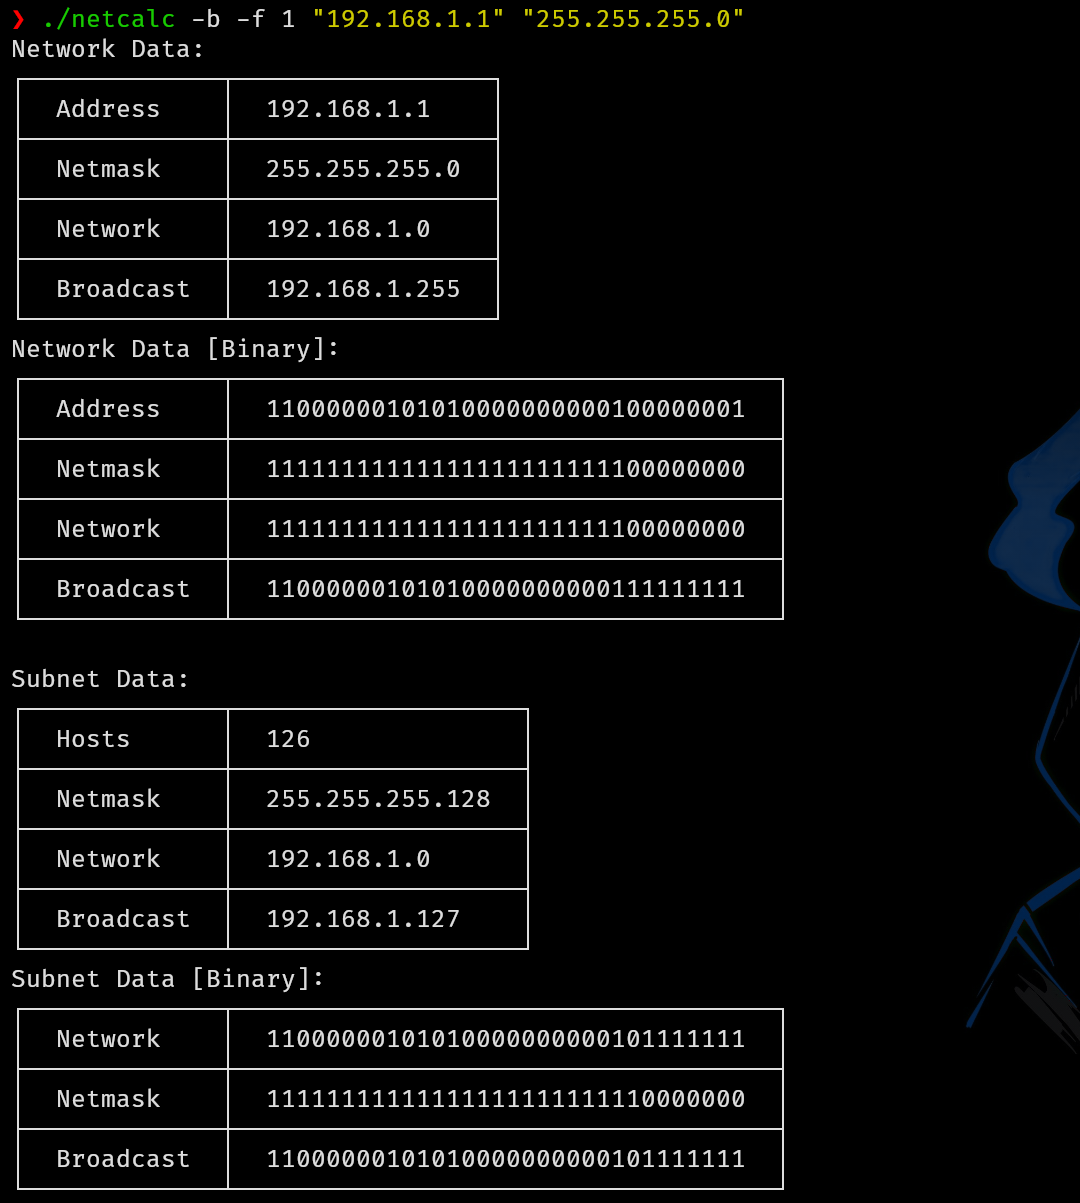 ❯ ./netcalc -b -f 1 "192.168.1.1" "255.255.255.0"
Network Data:
Address 192.168.1.1
Netmask 255.255.255.0
Network 192.168.1.0
Broadcast 192.168.1.255
Network Data [Binary]:
Address 11000000101010000000000100000001
Netmask 11111111111111111111111100000000
Network 11111111111111111111111100000000
Broadcast 11000000101010000000000111111111
Subnet Data:
Hosts 126
Netmask 255.255.255.128
Network 192.168.1.0
Broadcast 192.168.1.127
Subnet Data [Binary]:
Network 11000000101010000000000101111111
Netmask 11111111111111111111111110000000
Broadcast 11000000101010000000000101111111